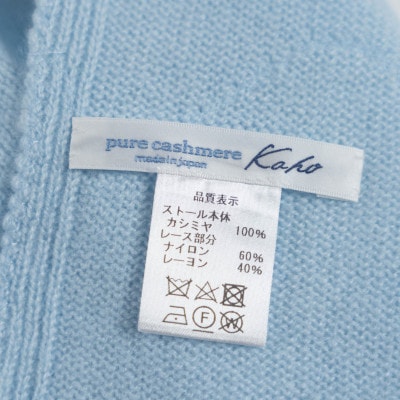 pure cashmere
made in japan
Kaho
品質表示
ストール本体
カシミヤ 100%
レース部分
ナイロン 60%
レーヨン 40%
F W